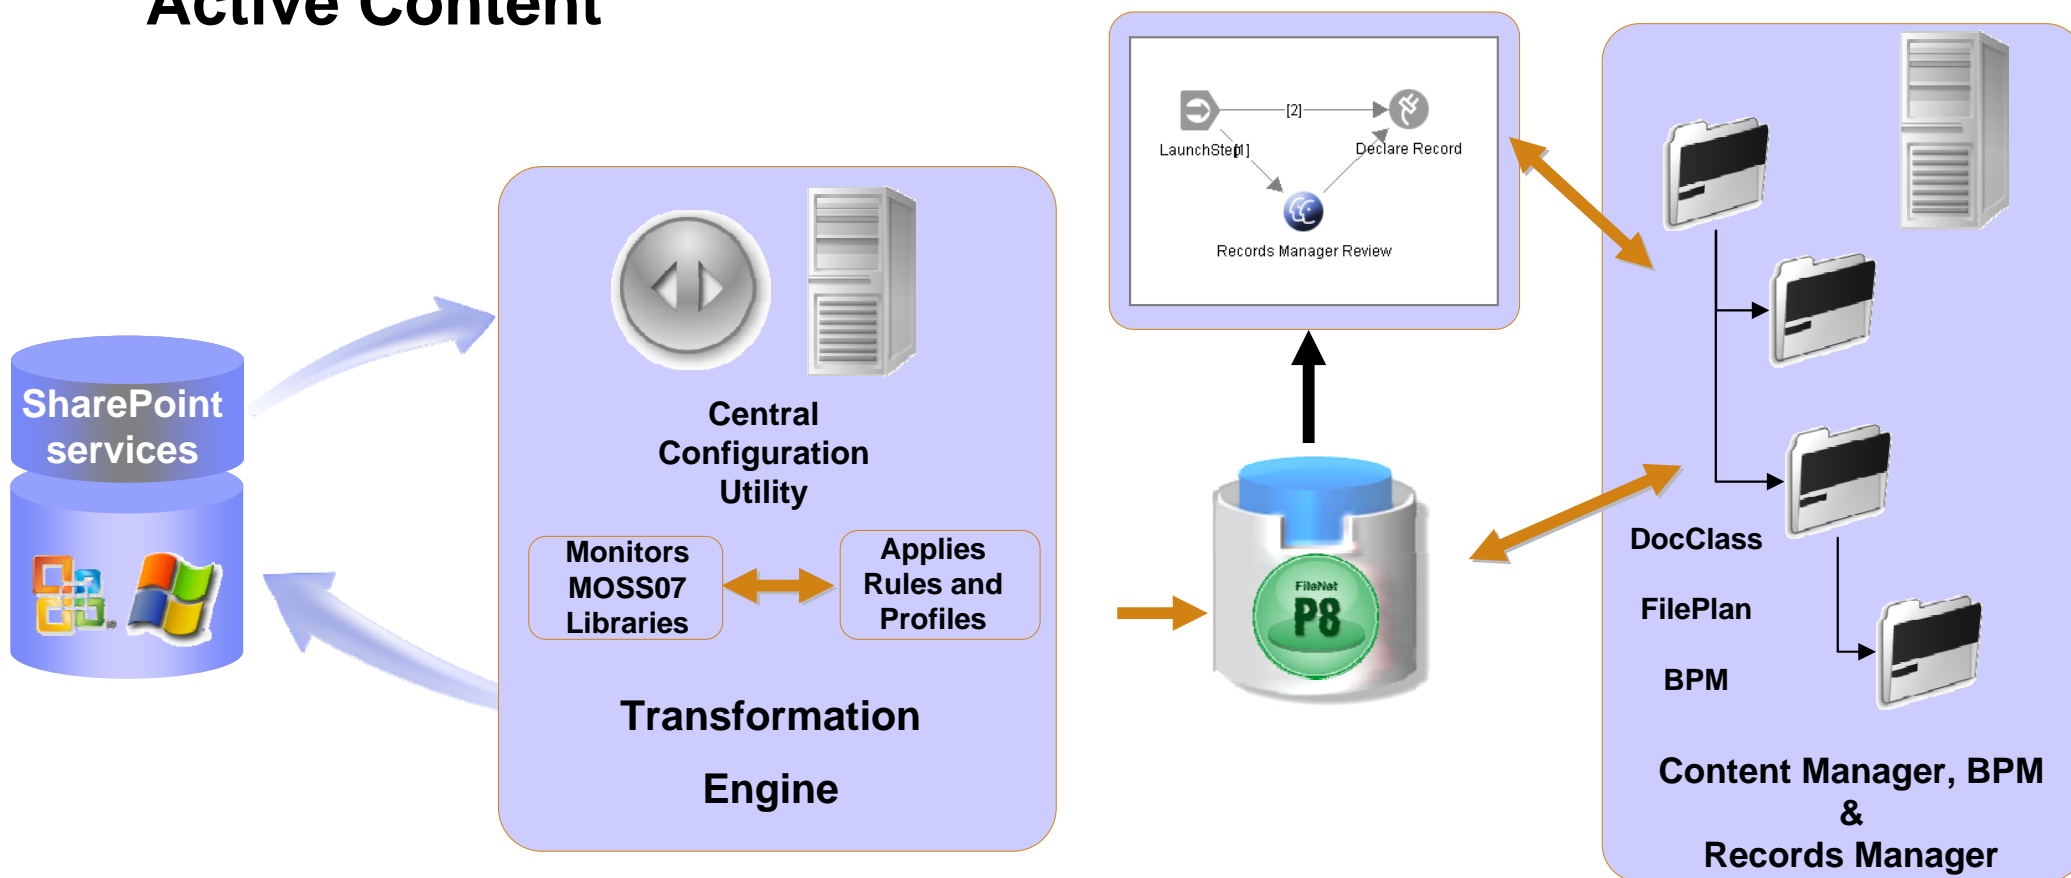 Active Content
SharePoint
services
Central
Configuration
Utility
Monitors
MOSS07
Libraries
Applies
Rules and
Profiles
Transformation
Engine
[2]
LaunchStep
[1]
Declare Record
Records Manager Review
FileNet
P8
DocClass
FilePlan
BPM
Content Manager, BPM
&
Records Manager